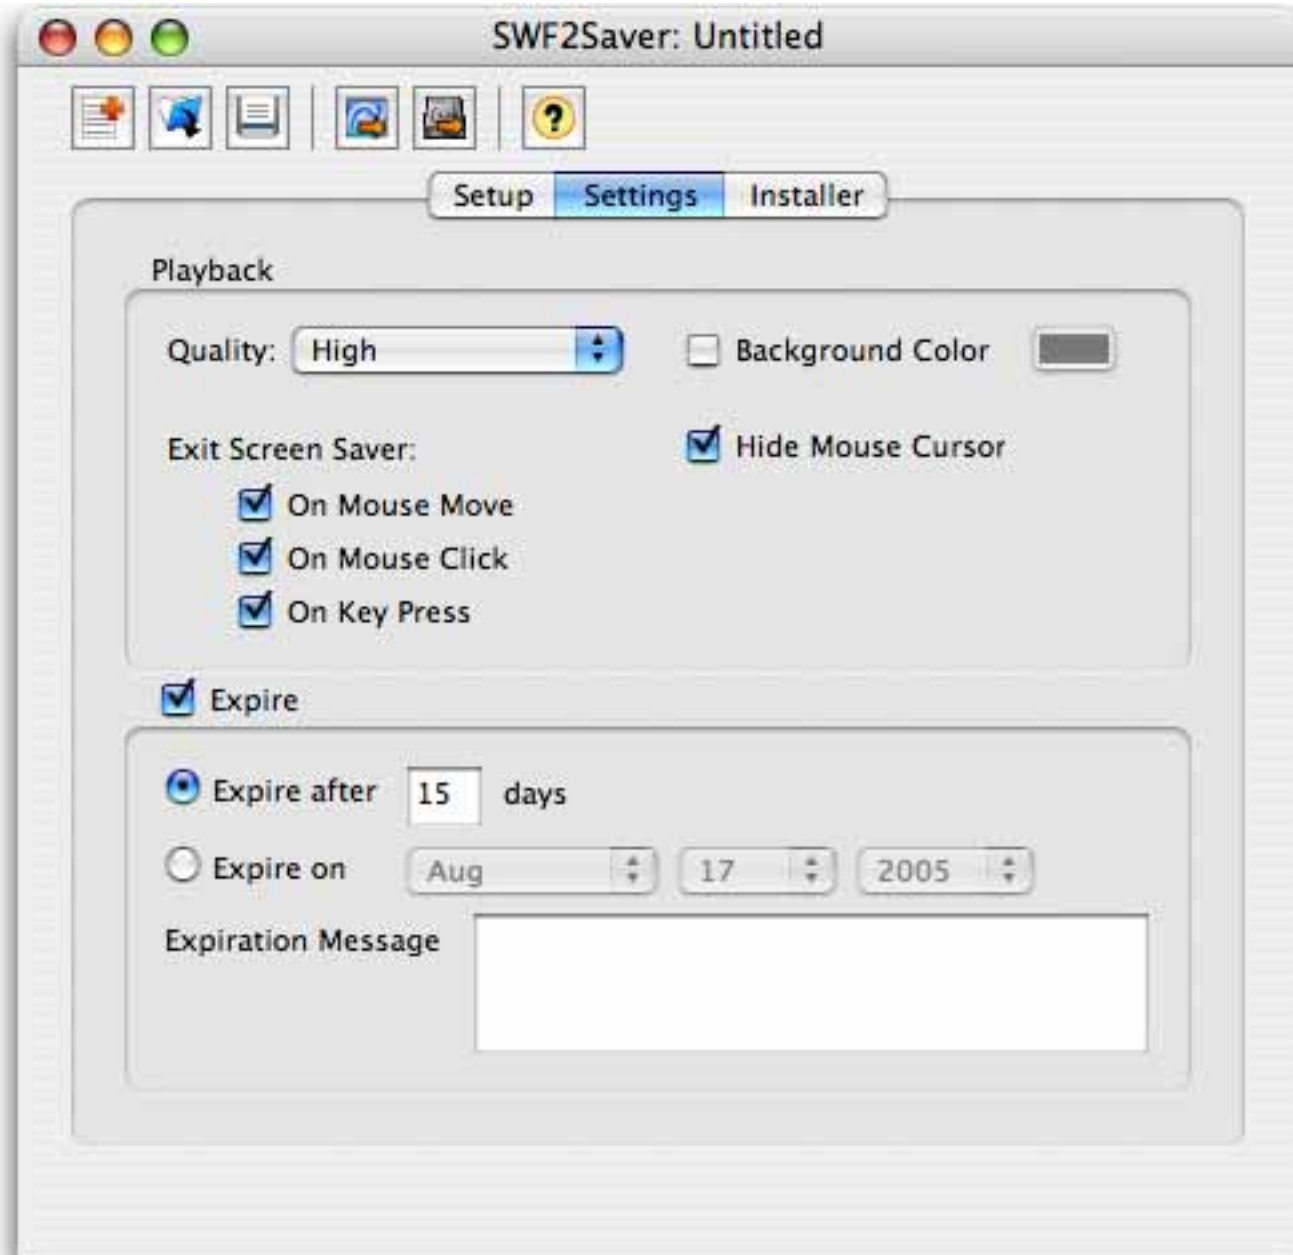 SWF2Saver: Untitled
?
Setup Settings Installer
Playback
Quality: High Background Color
Exit Screen Saver: Hide Mouse Cursor
On Mouse Move
On Mouse Click
On Key Press
Expire
Expire after 15 days
Expire on Aug 17 2005
Expiration Message